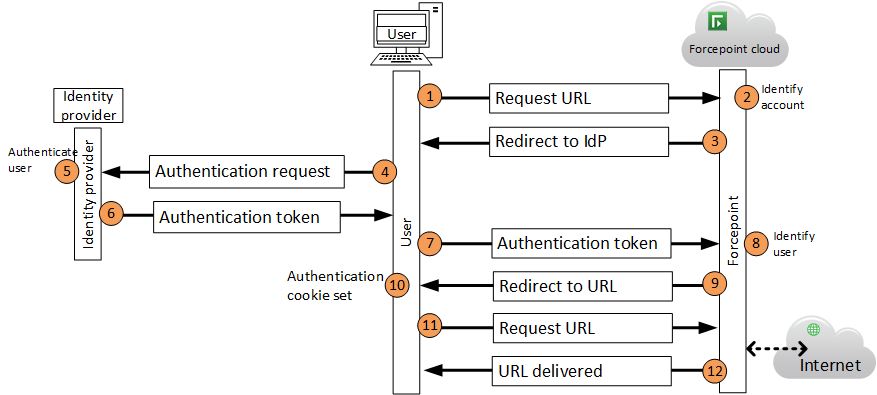 User
Forcepoint cloud
Identity
provider
1
Request URL
2
Identify
account
Redirect to IdP
3
Authenticate
user
5
Authentication request
4
6
Authentication token
Identity provider
User
Forcepoint
7
Authentication token
8
Identify
user
Authentication
cookie set
10
Redirect to URL
9
11
Request URL
URL delivered
12
Internet